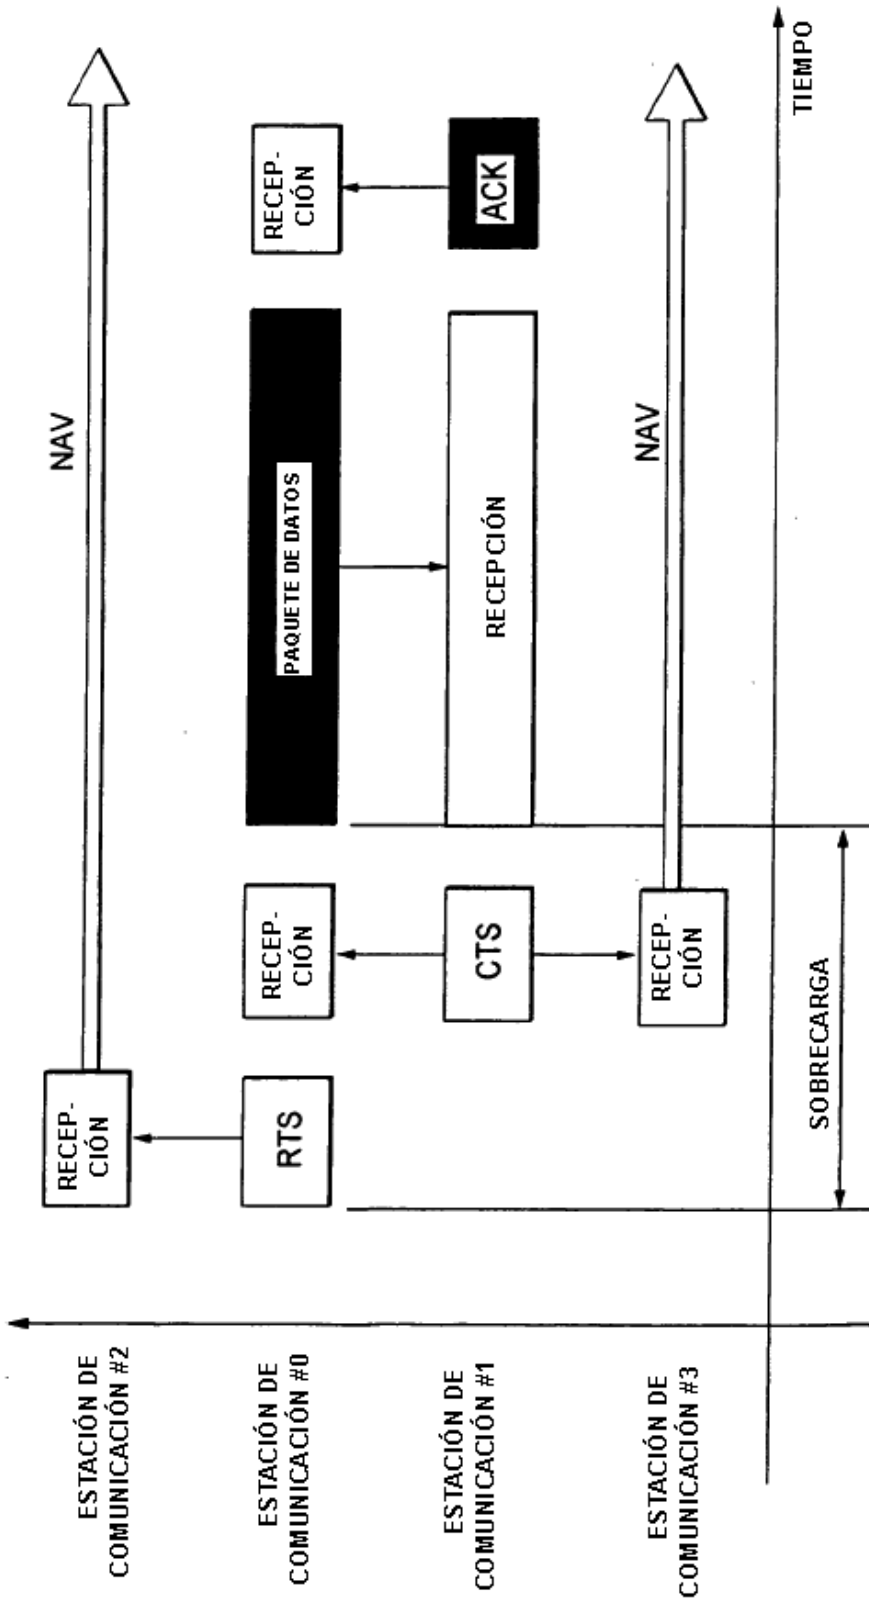 ESTACIÓN DE
COMUNICACIÓN #2
RECEP-
CIÓN
NAV
ESTACIÓN DE
COMUNICACIÓN #0
RTS
RECEP-
CIÓN
PAQUETE DE DATOS
RECEP-
CIÓN
ESTACIÓN DE
COMUNICACIÓN #1
CTS
RECEPCIÓN
ACK
ESTACIÓN DE
COMUNICACIÓN #3
RECEP-
CIÓN
NAV
SOBRECARGA
TIEMPO